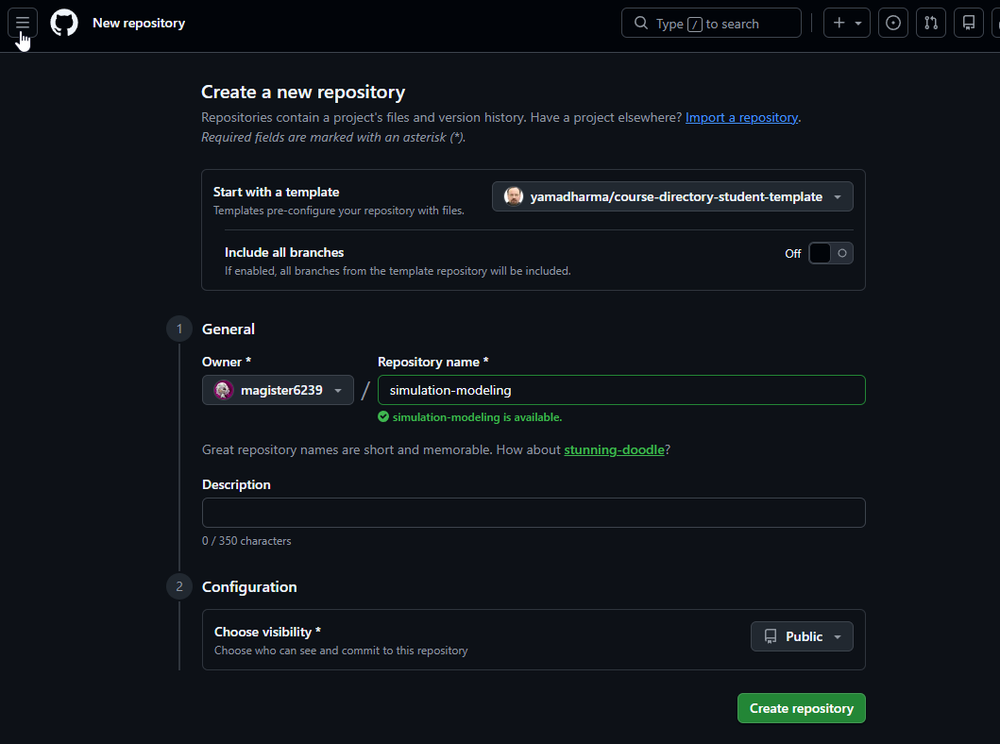 New repository
Type / to search
Create a new repository
Repositories contain a project's files and version history. Have a project elsewhere? Import a repository.
Required fields are marked with an asterisk (*).
Start with a template
Templates pre-configure your repository with files.
yamadharma/course-directory-student-template
Include all branches
If enabled, all branches from the template repository will be included.
Off
1
General
Owner *
Repository name *
magister6239
/
simulation-modeling
simulation-modeling is available.
Great repository names are short and memorable. How about stunning-doodle?
Description
0 / 350 characters
2
Configuration
Choose visibility *
Choose who can see and commit to this repository
Public
Create repository